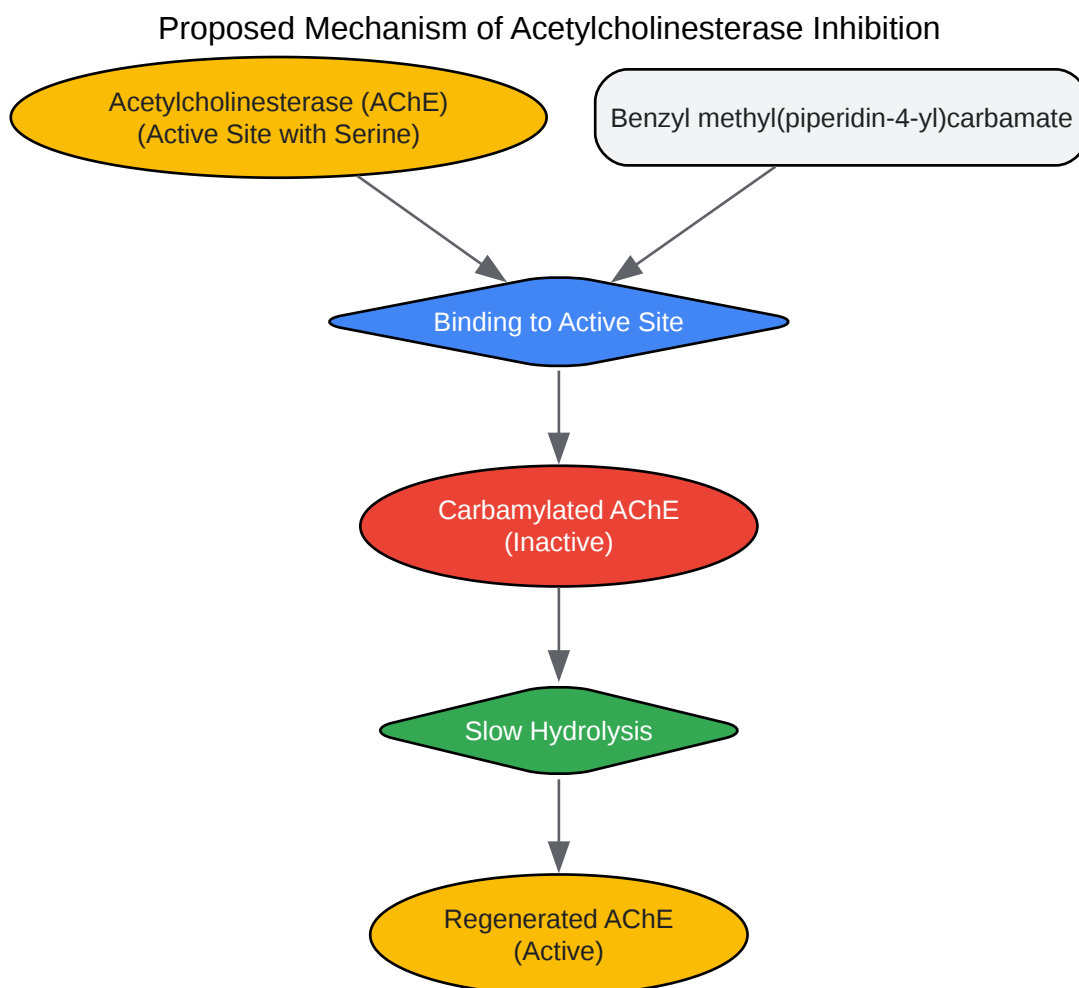 Proposed Mechanism of Acetylcholinesterase Inhibition
Acetylcholinesterase (AChE)
(Active Site with Serine)
Benzyl methyl(piperidin-4-yl)carbamate
Binding to Active Site
Carbamylated AChE
(Inactive)
Slow Hydrolysis
Regenerated AChE
(Active)